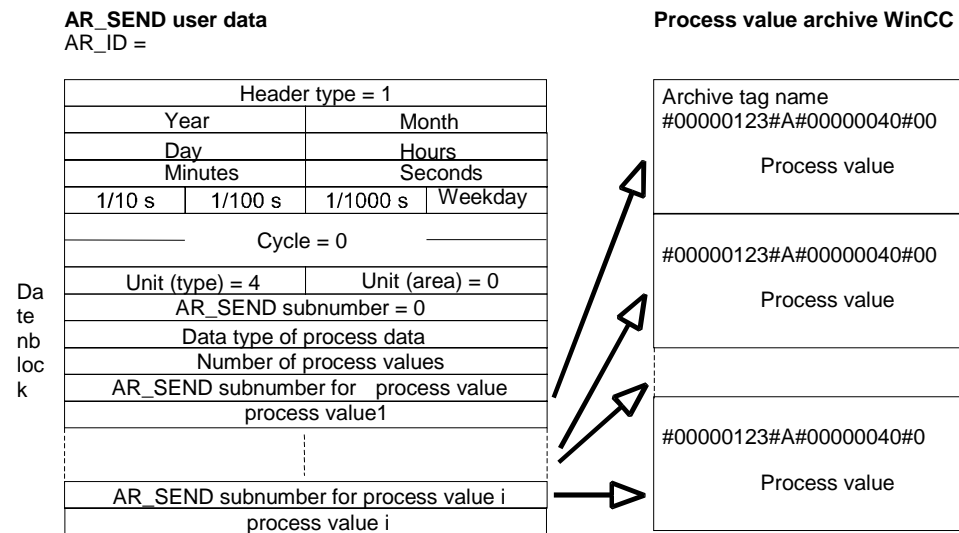 AR_SEND user data
AR_ID =
Header type = 1
Year Month
Day Hours
Minutes Seconds
1/10 s 1/100 s 1/1000 s Weekday
Cycle = 0
Unit (type) = 4 Unit (area) = 0
AR_SEND subnumber = 0
Data type of process data
Number of process values
AR_SEND subnumber for process value
process value1
AR_SEND subnumber for process value i
process value i
Da
te
nb
loc
k
Process value archive WinCC
Archive tag name
#00000123#A#00000040#00
Process value
#00000123#A#00000040#00
Process value
#00000123#A#00000040#0
Process value